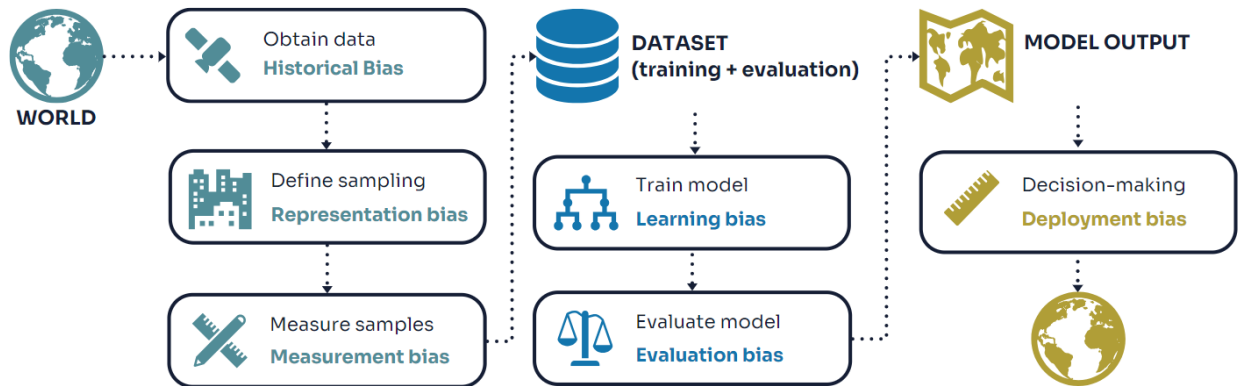 WORLD
Obtain data
Historical Bias
Define sampling
Representation bias
Measure samples
Measurement bias
DATASET
(training + evaluation)
Train model
Learning bias
Evaluate model
Evaluation bias
MODEL OUTPUT
Decision-making
Deployment bias